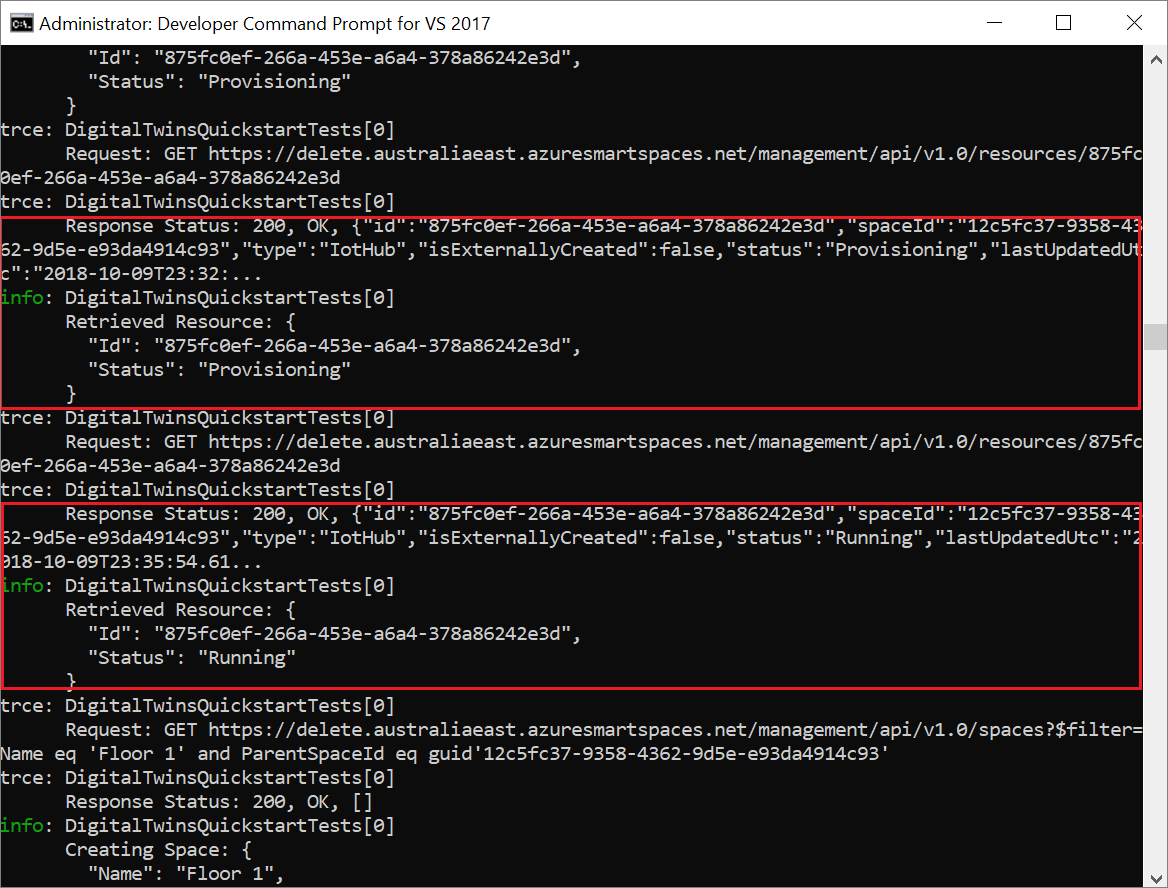 Administrator: Developer Command Prompt for VS 2017
"Id": "875fc0ef-266a-453e-a6a4-378a86242e3d",
"Status": "Provisioning"
}
trce: DigitalTwinsQuickstartTests[0]
Request: GET https://delete.australiaeast.azuresmartspaces.net/management/api/v1.0/resources/875fc
0ef-266a-453e-a6a4-378a86242e3d
trce: DigitalTwinsQuickstartTests[0]
Response Status: 200, OK, {"id":"875fc0ef-266a-453e-a6a4-378a86242e3d","spaceId":"12c5fc37-9358-43
62-9d5e-e93da4914c93","type":"IotHub","isExternallyCreated":false,"status":"Provisioning","lastUpdatedUt
c":"2018-10-09T23:32:...
info: DigitalTwinsQuickstartTests[0]
Retrieved Resource: {
"Id": "875fc0ef-266a-453e-a6a4-378a86242e3d",
"Status": "Provisioning"
}
trce: DigitalTwinsQuickstartTests[0]
Request: GET https://delete.australiaeast.azuresmartspaces.net/management/api/v1.0/resources/875fc
0ef-266a-453e-a6a4-378a86242e3d
trce: DigitalTwinsQuickstartTests[0]
Response Status: 200, OK, {"id":"875fc0ef-266a-453e-a6a4-378a86242e3d","spaceId":"12c5fc37-9358-43
62-9d5e-e93da4914c93","type":"IotHub","isExternallyCreated":false,"status":"Running","lastUpdatedUtc":"2
018-10-09T23:35:54.61...
info: DigitalTwinsQuickstartTests[0]
Retrieved Resource: {
"Id": "875fc0ef-266a-453e-a6a4-378a86242e3d",
"Status": "Running"
}
trce: DigitalTwinsQuickstartTests[0]
Request: GET https://delete.australiaeast.azuresmartspaces.net/management/api/v1.0/spaces?$filter=
Name eq 'Floor 1' and ParentSpaceId eq guid'12c5fc37-9358-4362-9d5e-e93da4914c93'
trce: DigitalTwinsQuickstartTests[0]
Response Status: 200, OK, []
info: DigitalTwinsQuickstartTests[0]
Creating Space: {
"Name": "Floor 1",